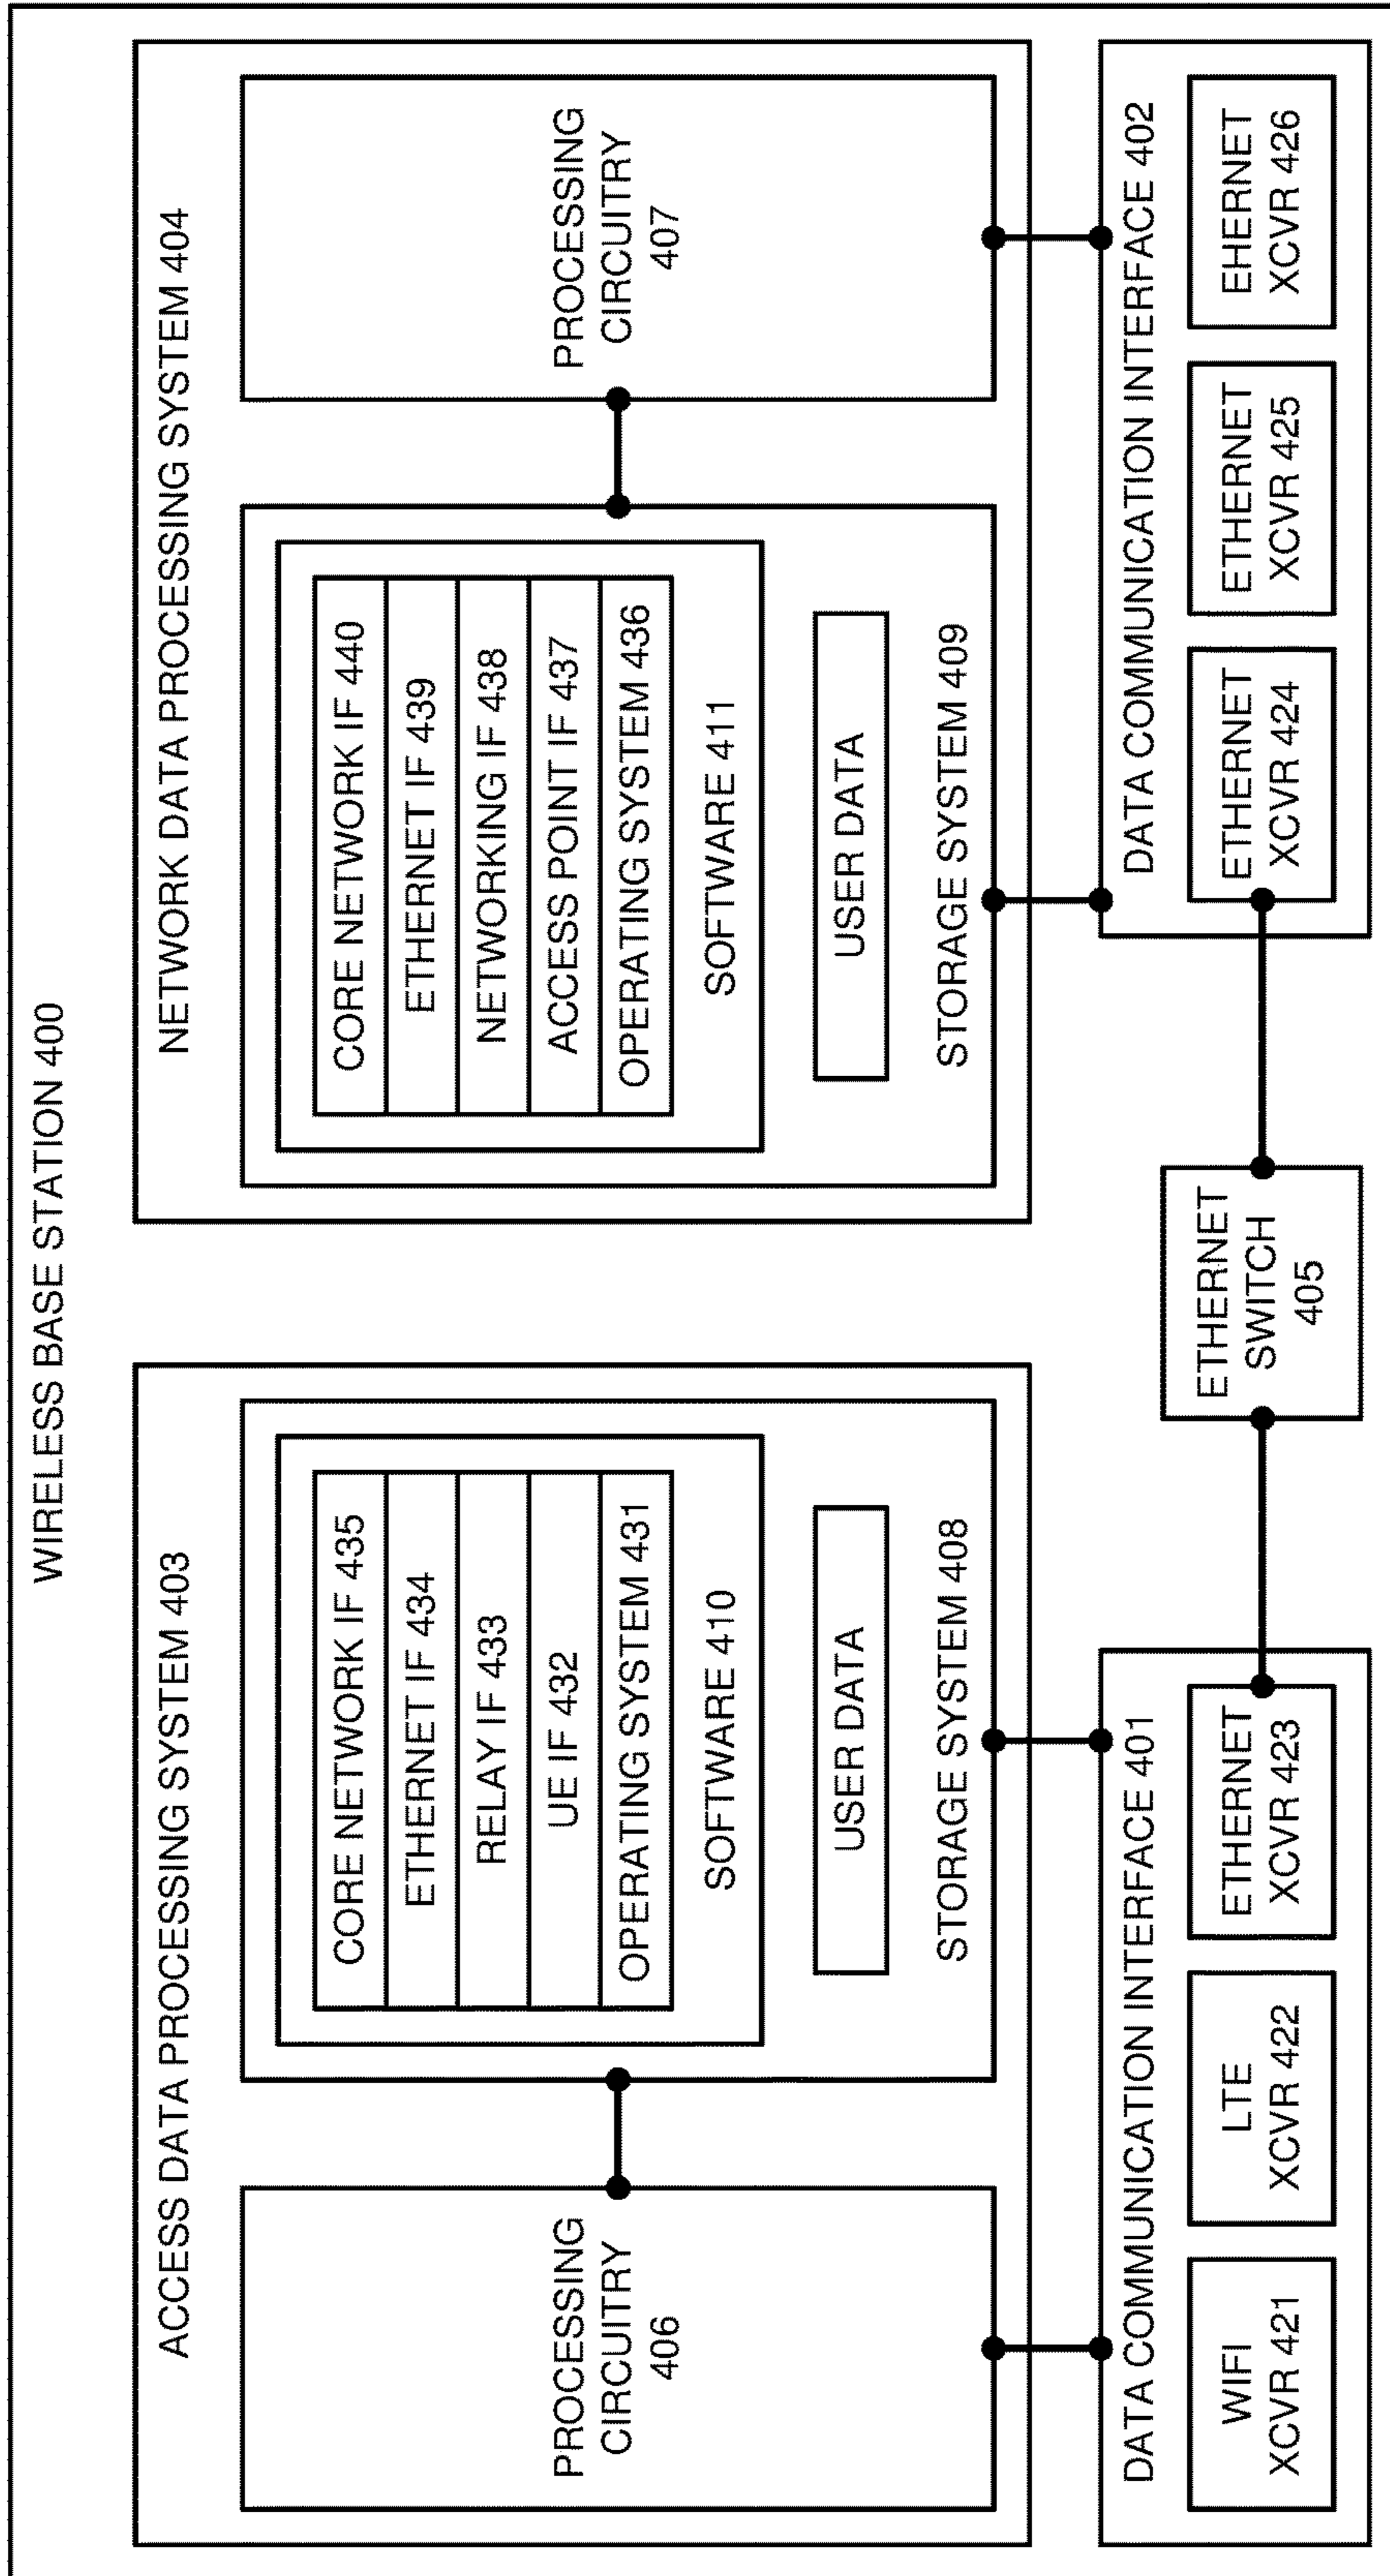 WIRELESS BASE STATION 400
ACCESS DATA PROCESSING SYSTEM 403
PROCESSING
CIRCUITRY
406
CORE NETWORK IF 435
ETHERNET IF 434
RELAY IF 433
UE IF 432
OPERATING SYSTEM 431
SOFTWARE 410
USER DATA
STORAGE SYSTEM 408
NETWORK DATA PROCESSING SYSTEM 404
CORE NETWORK IF 440
ETHERNET IF 439
NETWORKING IF 438
ACCESS POINT IF 437
OPERATING SYSTEM 436
SOFTWARE 411
USER DATA
STORAGE SYSTEM 409
PROCESSING
CIRCUITRY
407
DATA COMMUNICATION INTERFACE 401
WIFI
XCVR 421
LTE
XCVR 422
ETHERNET
XCVR 423
ETHERNET
SWITCH
405
DATA COMMUNICATION INTERFACE 402
ETHERNET
XCVR 424
ETHERNET
XCVR 425
EHERNET
XCVR 426